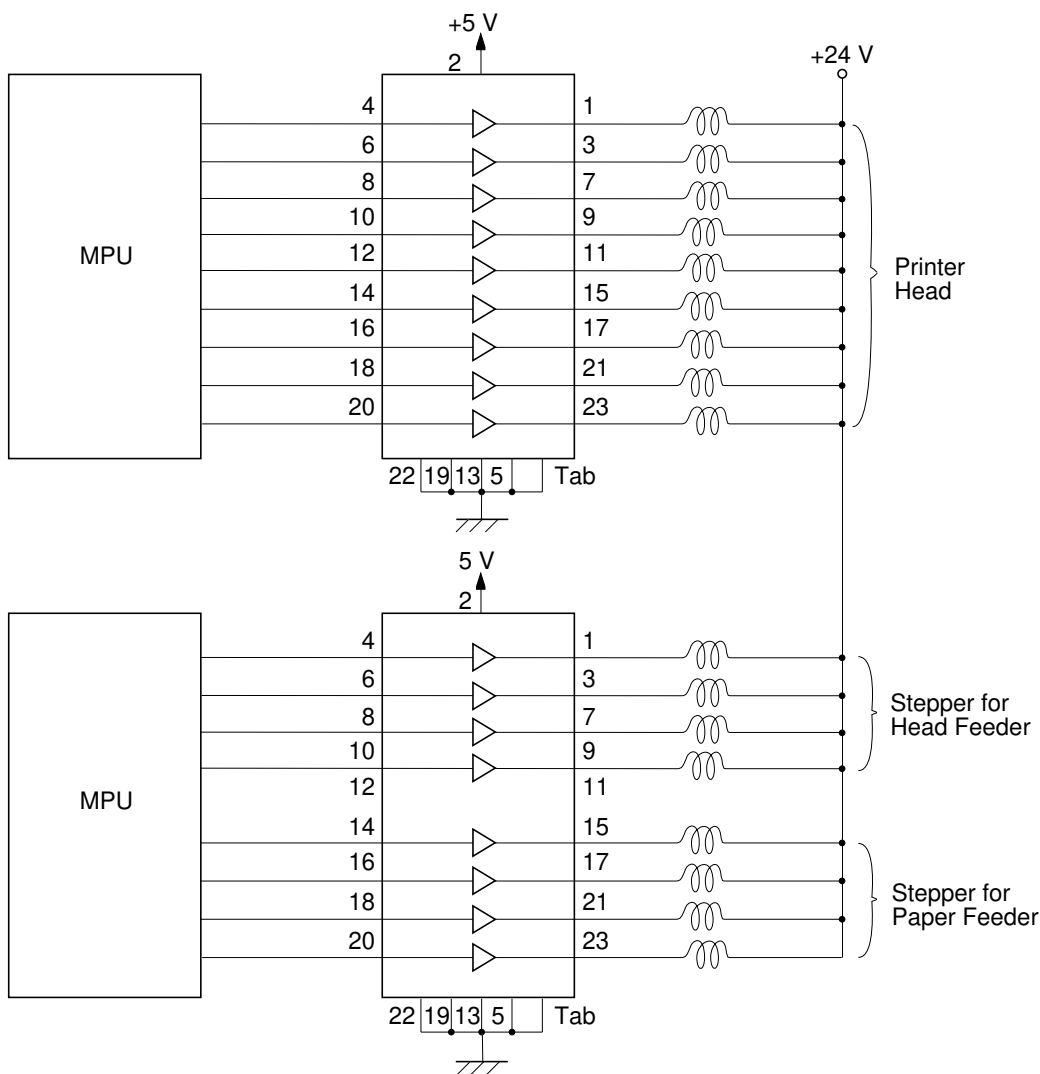 +5 V
2
+24 V
4 1
6 3
8 7
10 9
MPU 12 11 Printer
Head
14 15
16 17
18 21
20 23
22 19 13 5 Tab
5 V
2
4 1
6 3
8 7
Stepper for
Head Feeder
10 9
12 11
MPU
14 15
16 17
18 21
Stepper for
Paper Feeder
20 23
22 19 13 5 Tab